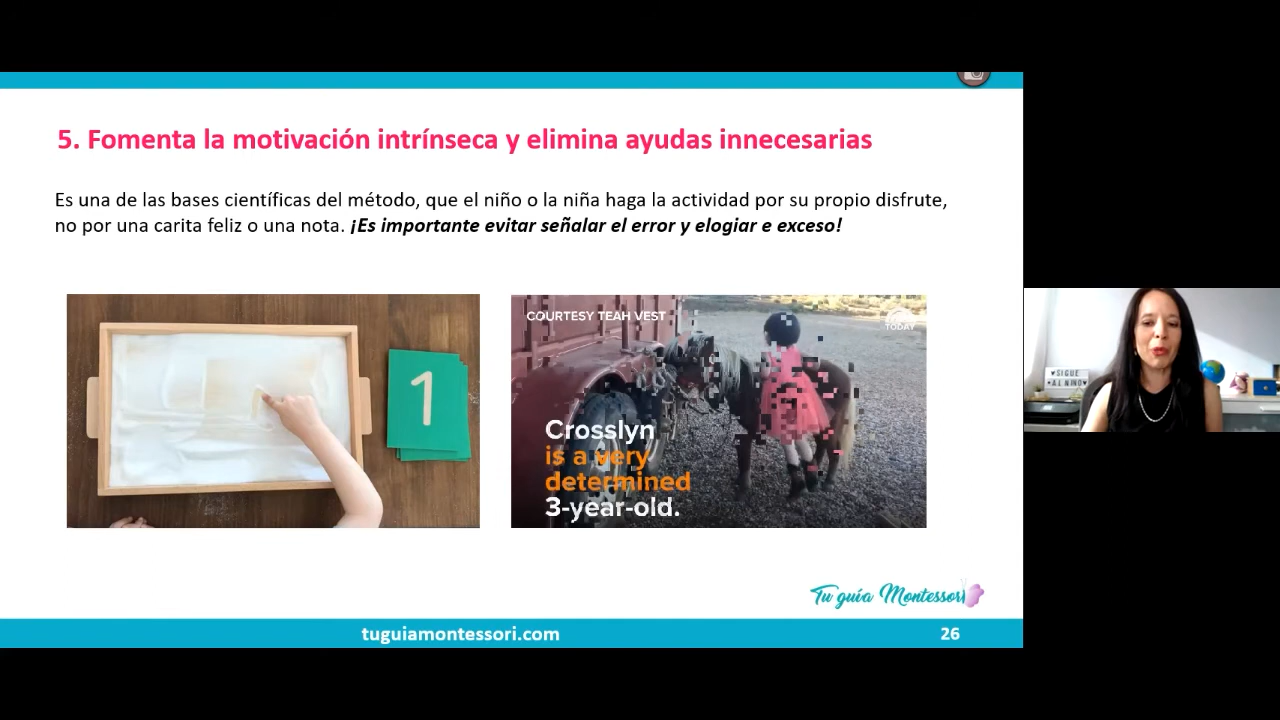 5. Fomenta la motivación intrínseca y elimina ayudas innecesarias
Es una de las bases científicas del método, que el niño o la niña haga la actividad por su propio disfrute,
no por una carita feliz o una nota. ¡Es importante evitar señalar el error y elogiar e exceso!
1
COURTESY TEAH VEST
TODAY
Crosslyn
is a very
determined
3-year-old.
♥SIGUE
AL NIÑO♥
Tu guía Montessori
tuguiamontessori.com
26